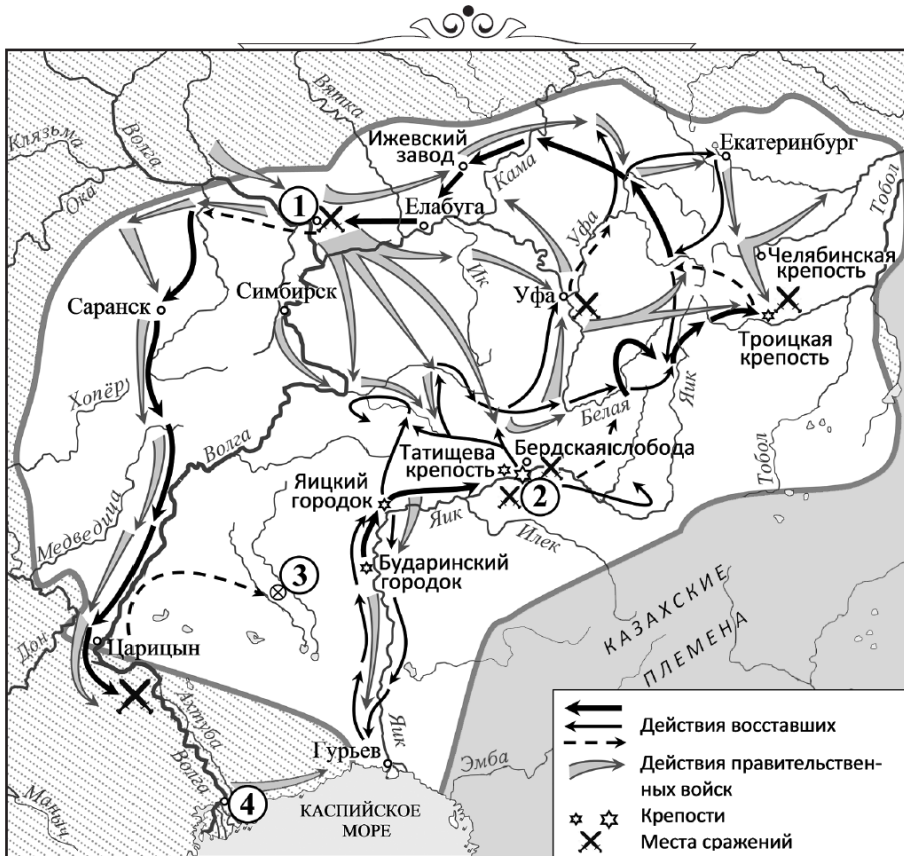 Клязьма
Волга
Вятка
Ока
Ижевский
завод
Кама
Екатеринбург
Тобол
1
Елабуга
Уфа
Челябинская
крепость
Ик
Саранск
Симбирск
Уфа
Троицкая
крепость
Хопёр
Волга
Белая
Яик
Тобол
Татищева
крепость
Бердская слобода
Яицкий
городок
2
Яик
Илек
Медведица
Бударинский
городок
3
КАЗАХСКИЕ
ПЛЕМЕНА
Дон
Царицын
Ахтуба
Волга
Гурьев
Яик
Эмба
Маныч
4
КАСПИЙСКОЕ
МОРЕ
Действия восставших
Действия правительствен-
ных войск
Крепости
Места сражений